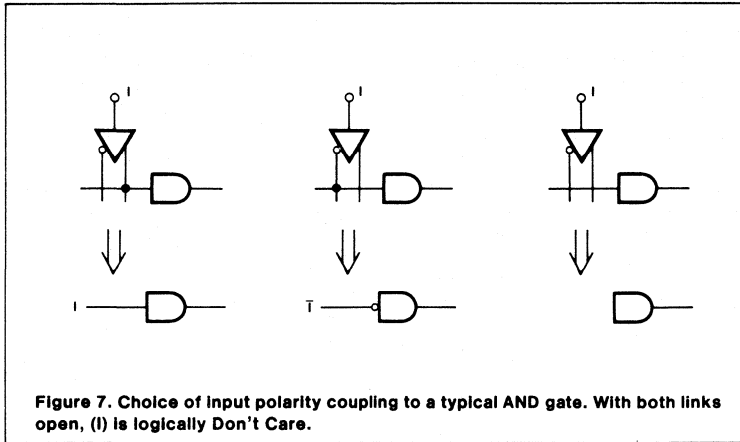 I I I
I Ī
Figure 7. Choice of input polarity coupling to a typical AND gate. With both links
open, (I) is logically Don't Care.